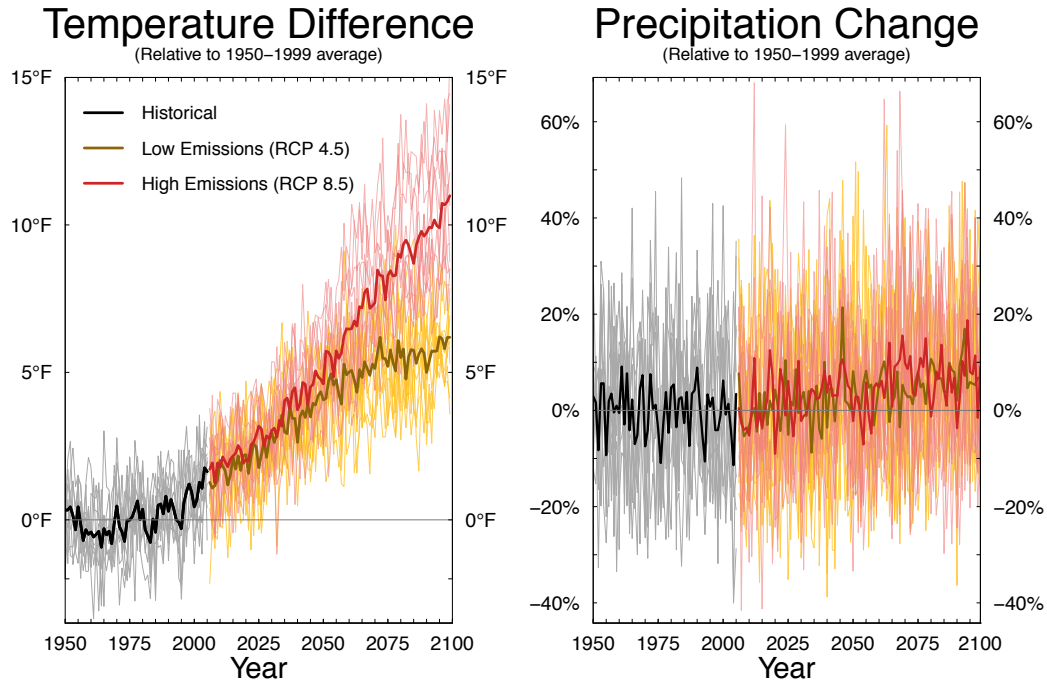 Temperature Difference
(Relative to 1950−1999 average)
15°F
10°F
5°F
0°F
15°F
10°F
5°F
0°F
Historical
Low Emissions (RCP 4.5)
High Emissions (RCP 8.5)
1950 1975 2000 2025 2050 2075 2100
Year
Precipitation Change
(Relative to 1950−1999 average)
60%
40%
20%
0%
−20%
−40%
60%
40%
20%
0%
−20%
−40%
1950 1975 2000 2025 2050 2075 2100
Year